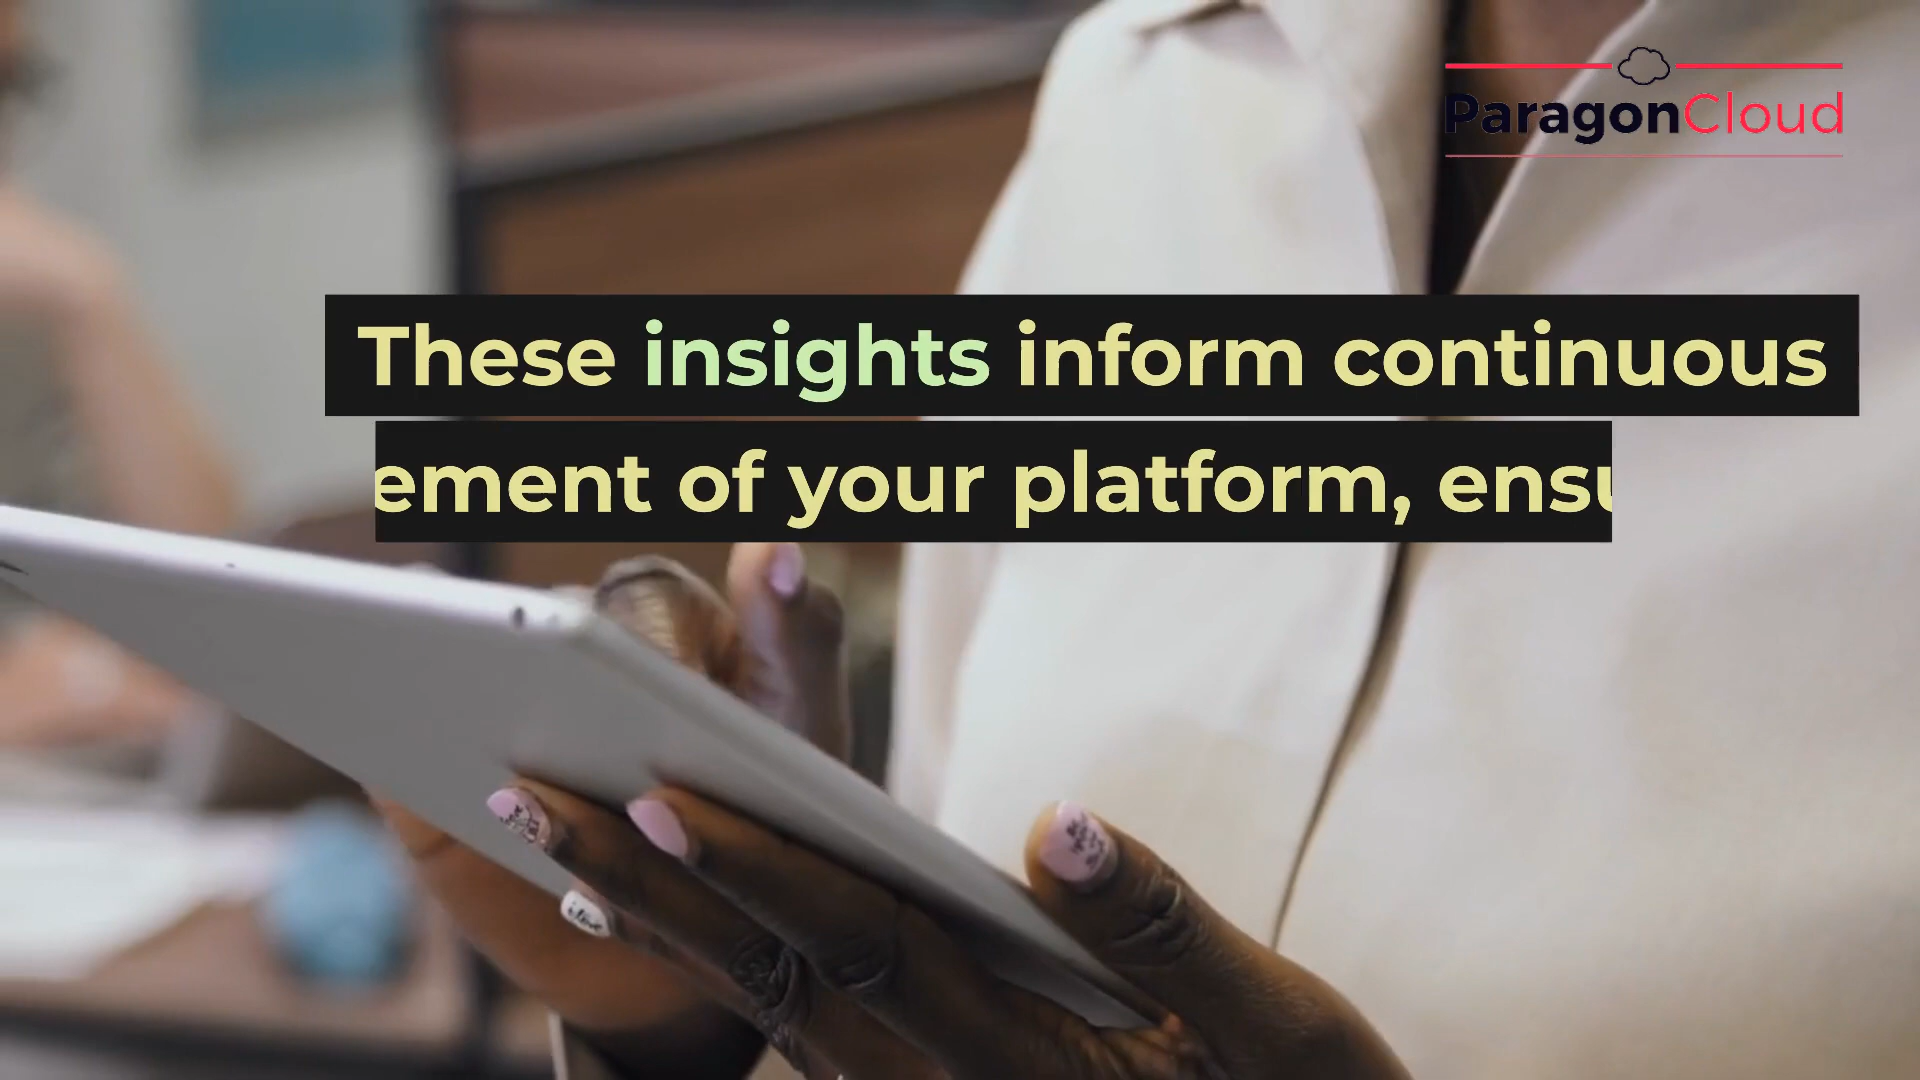 ParagonCloud
These insights inform continuous
ement of your platform, ensu